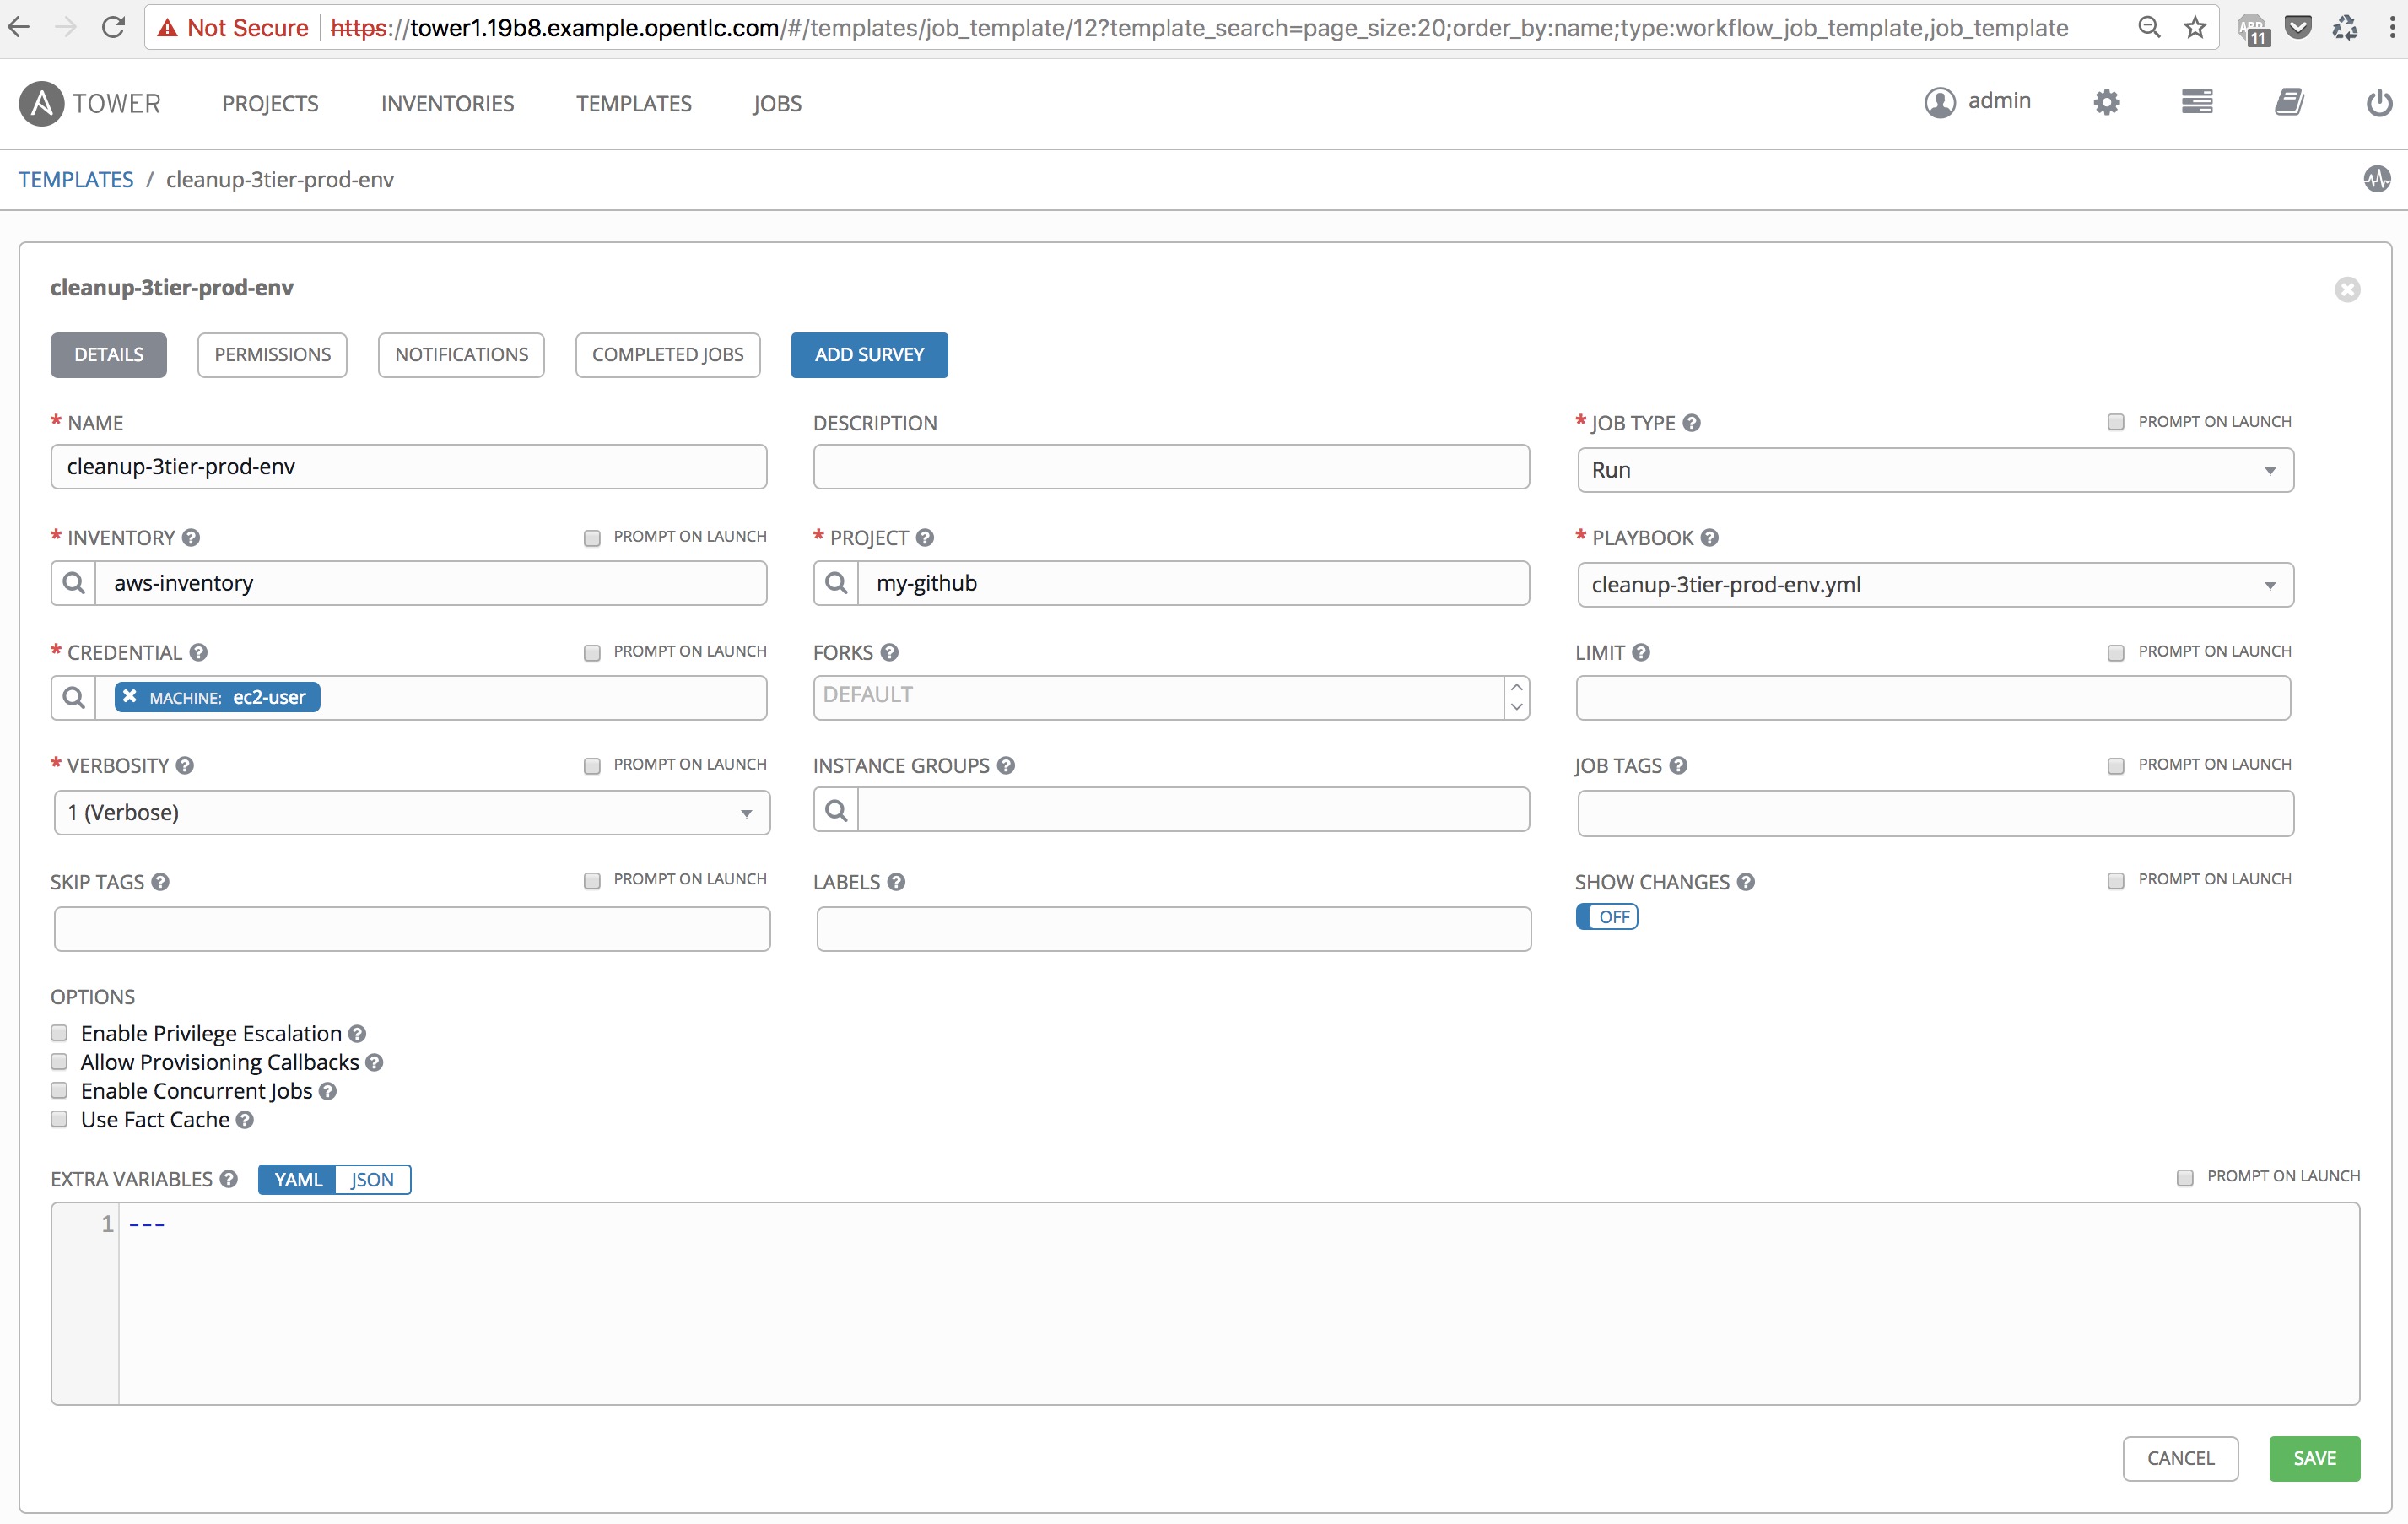 Not Secure https://tower1.19b8.example.opentlc.com/#/templates/job_template/12?template_search=page_size:20;order_by:name;type:workflow_job_template,job_template
11
A TOWER PROJECTS INVENTORIES TEMPLATES JOBS admin
TEMPLATES / cleanup-3tier-prod-env
cleanup-3tier-prod-env
DETAILS PERMISSIONS NOTIFICATIONS COMPLETED JOBS ADD SURVEY
* NAME DESCRIPTION * JOB TYPE ? PROMPT ON LAUNCH
cleanup-3tier-prod-env Run
* INVENTORY ? PROMPT ON LAUNCH * PROJECT ? * PLAYBOOK ?
aws-inventory my-github cleanup-3tier-prod-env.yml
* CREDENTIAL ? PROMPT ON LAUNCH FORKS ? LIMIT ? PROMPT ON LAUNCH
MACHINE: ec2-user DEFAULT
* VERBOSITY ? PROMPT ON LAUNCH INSTANCE GROUPS ? JOB TAGS ? PROMPT ON LAUNCH
1 (Verbose)
SKIP TAGS ? PROMPT ON LAUNCH LABELS ? SHOW CHANGES ? PROMPT ON LAUNCH
OFF
OPTIONS
Enable Privilege Escalation ?
Allow Provisioning Callbacks ?
Enable Concurrent Jobs ?
Use Fact Cache ?
EXTRA VARIABLES ? YAML JSON PROMPT ON LAUNCH
1 ---
CANCEL SAVE